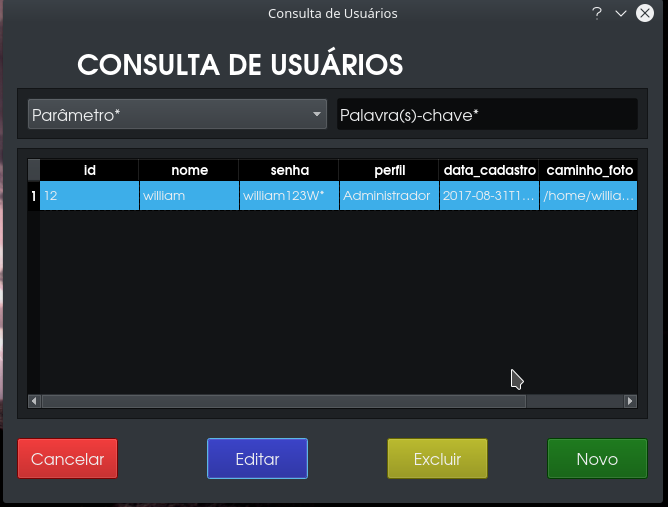 Consulta de Usuários
CONSULTA DE USUÁRIOS
Parâmetro* Palavra(s)-chave*
id nome senha perfil data_cadastro caminho_foto
1 12 william william123W* Administrador 2017-08-31T1... /home/willia...
Cancelar Editar Excluir Novo